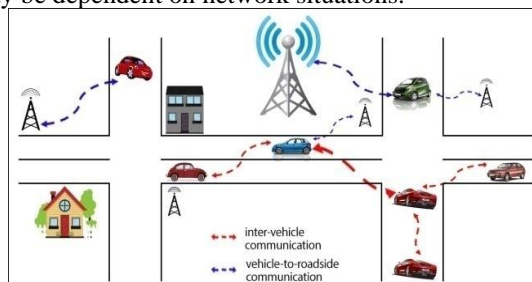 y be dependent on network situations.
inter-vehicle
communication
vehicle-to-roadside
communication